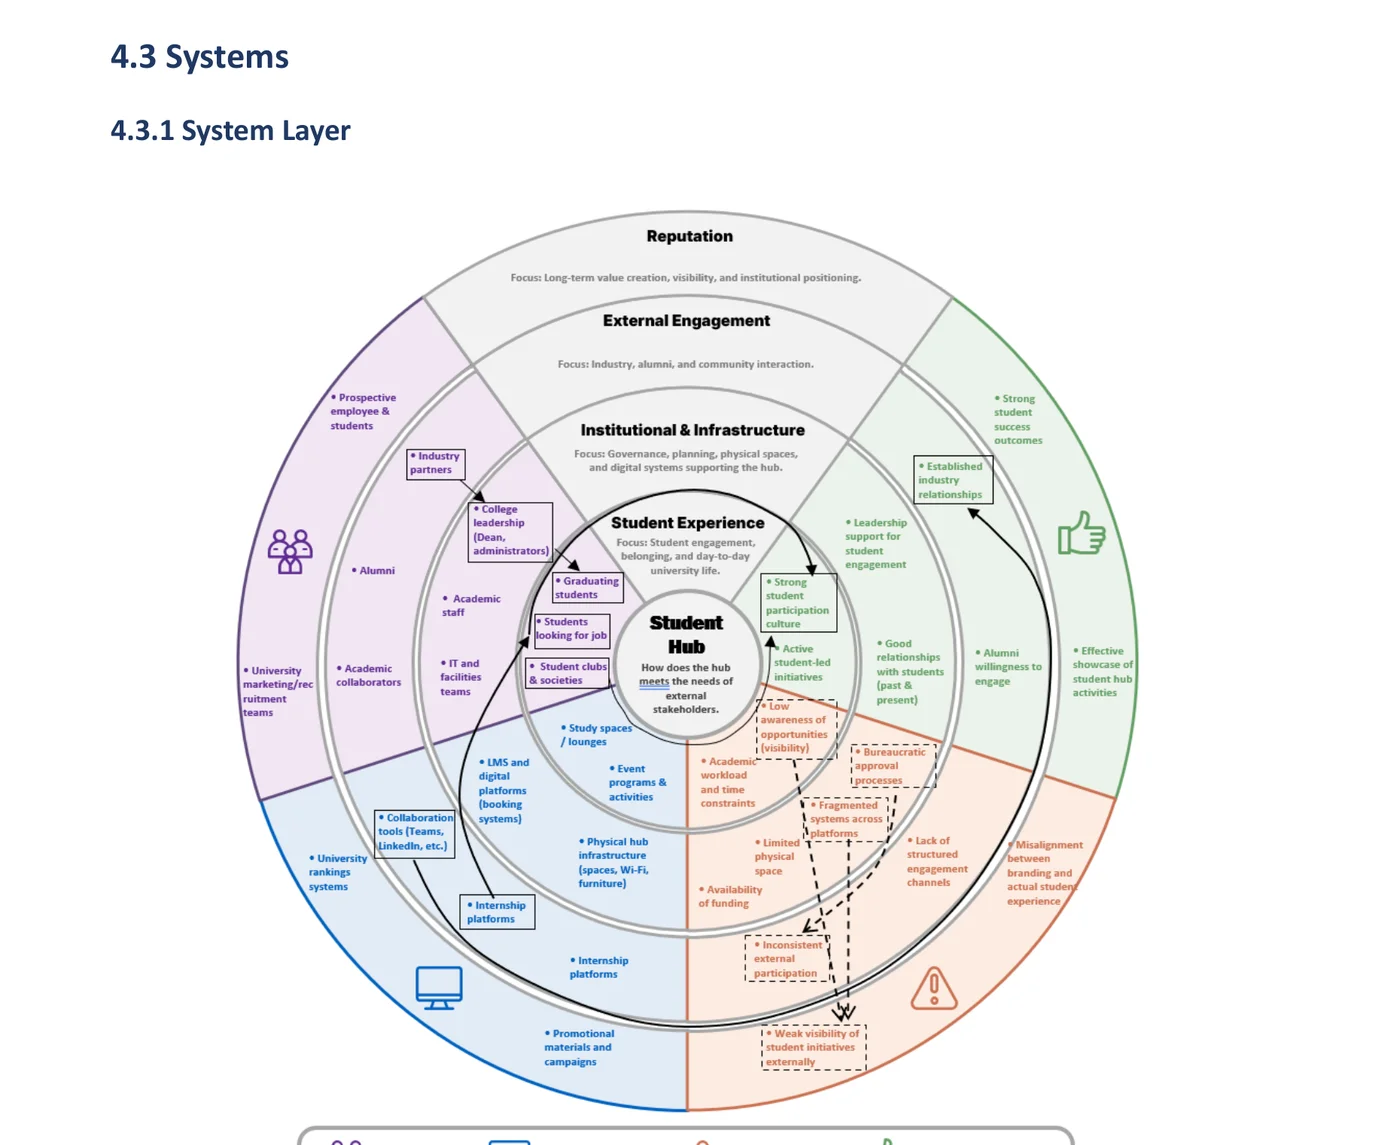 4.3 Systems
4.3.1 System Layer
Reputation
Focus: Long-term value creation, visibility, and institutional positioning.
External Engagement
Focus: Industry, alumni, and community interaction.
Institutional & Infrastructure
Focus: Governance, planning, physical spaces,
and digital systems supporting the hub.
Student Experience
Focus: Student engagement,
belonging, and day-to-day
university life.
Student
Hub
How does the hub
meets the needs of
external
stakeholders.
• Prospective
employee &
students
• Industry
partners
• College
leadership
(Dean,
administrators)
• Graduating
students
• Alumni
• Academic
staff
• Students
looking for job
• University
marketing/rec
ruitment
teams
• Academic
collaborators
• IT and
facilities
teams
• Student clubs
& societies
• Strong
student
success
outcomes
• Established
industry
relationships
• Leadership
support for
student
engagement
• Strong
student
participation
culture
• Active
student-led
initiatives
• Good
relationships
with students
(past &
present)
• Alumni
willingness to
engage
• Effective
showcase of
student hub
activities
• Study spaces
/ lounges
• Event
programs &
activities
• LMS and
digital
platforms
(booking
systems)
• Collaboration
tools (Teams,
LinkedIn, etc.)
• University
rankings
systems
• Physical hub
infrastructure
(spaces, Wi-Fi,
furniture)
• Internship
platforms
• Internship
platforms
• Promotional
materials and
campaigns
• Low
awareness of
opportunities
(visibility)
• Academic
workload
and time
constraints
• Bureaucratic
approval
processes
• Fragmented
systems across
platforms
• Limited
physical
space
• Availability
of funding
• Lack of
structured
engagement
channels
• Misalignment
between
branding and
actual student
experience
• Inconsistent
external
participation
• Weak visibility of
student initiatives
externally